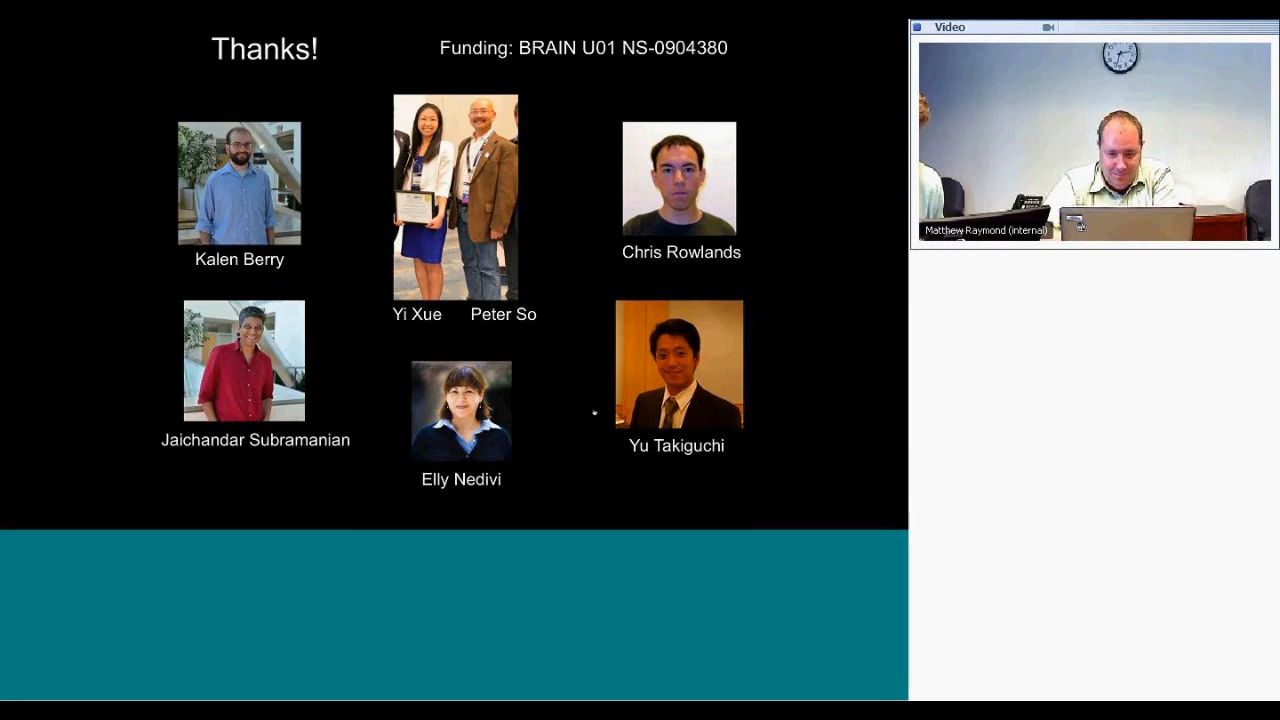 Thanks!
Funding: BRAIN U01 NS-0904380
Kalen Berry
Yi Xue
Peter So
Chris Rowlands
Jaichandar Subramanian
Elly Nedivi
Yu Takiguchi
Video
Matthew Raymond (internal)